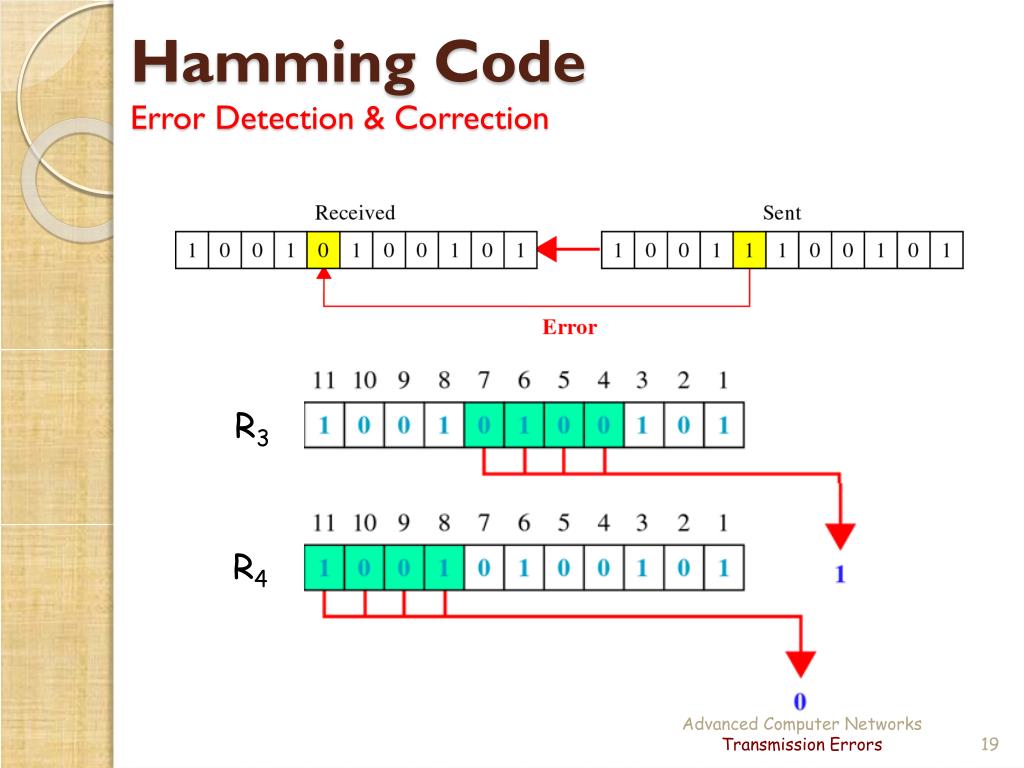 Hamming Code
Error Detection & Correction
Received Sent
1 0 0 1 0 1 0 0 1 0 1 1 0 0 1 1 1 0 0 1 0 1
Error
11 10 9 8 7 6 5 4 3 2 1
R3 1 0 0 1 0 1 0 0 1 0 1
11 10 9 8 7 6 5 4 3 2 1
R4 1 0 0 1 0 1 0 0 1 0 1 1
0
Advanced Computer Networks
Transmission Errors 19